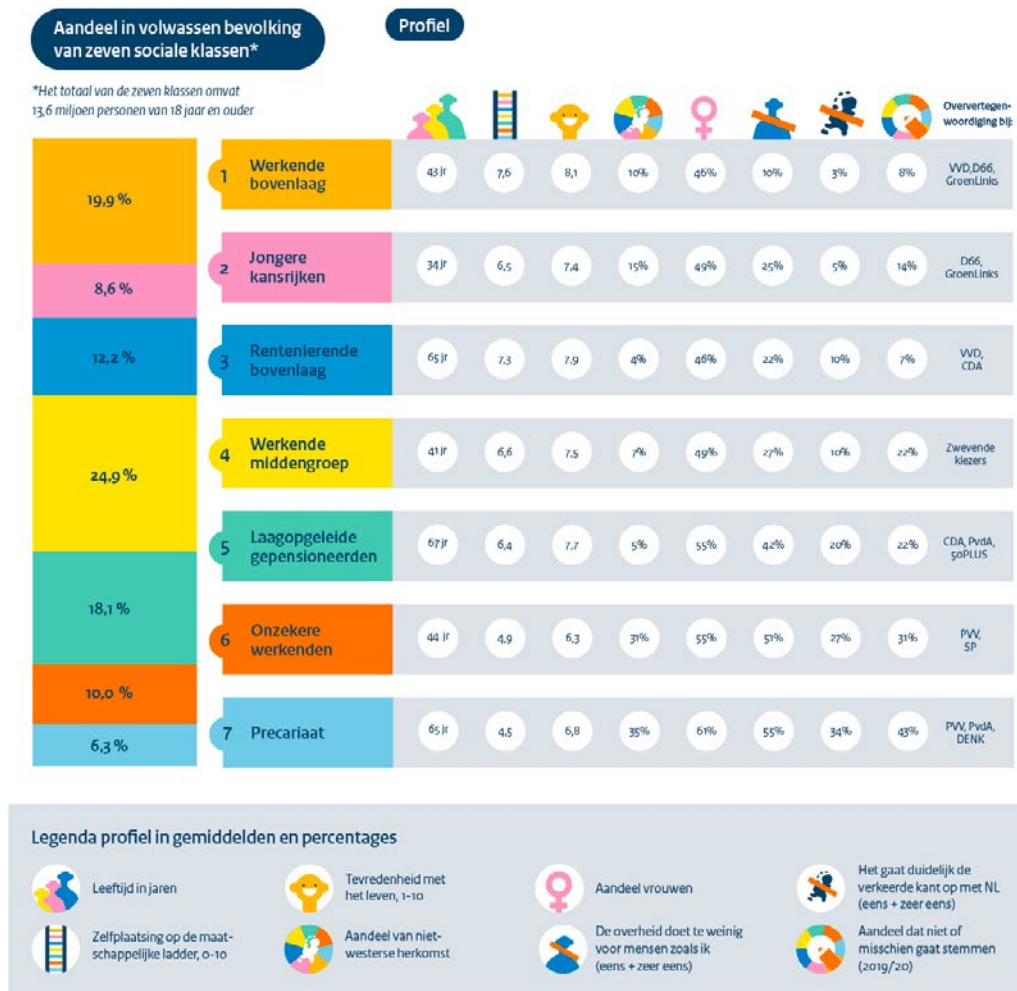 Aandeel in volwassen bevolking
van zeven sociale klassen*
Profiel
*Het totaal van de zeven klassen omvat
13,6 miljoen personen van 18 jaar en ouder
Oververtegen-
woordiging bij:
19,9 %
8,6 %
12,2 %
24,9 %
18,1 %
10,0 %
6,3 %
1 Werkende
bovenlaag
43 jr 7,6 8,1 10% 46% 10% 3% 8%
VVD,D66,
GroenLinks
2 Jongere
kansrijken
34 jr 6,5 7,4 15% 49% 25% 5% 14%
D66,
GroenLinks
3 Rentenierende
bovenlaag
65 jr 7,3 7,9 4% 46% 22% 10% 7%
VVD,
CDA
4 Werkende
middengroep
41 jr 6,6 7,5 7% 49% 27% 10% 22%
Zwevende
kiezers
5 Laagopgeleide
gepensioneerden
67 jr 6,4 7,7 5% 55% 42% 20% 22%
CDA, PvdA,
50PLUS
6 Onzekere
werkenden
44 jr 4,9 6,3 31% 55% 51% 27% 31%
PVV,
SP
7 Precariaat
65 jr 4,5 6,8 35% 61% 55% 34% 43%
PVV, PvdA,
DENK
Legenda profiel in gemiddelden en percentages
Leeftijd in jaren
Tevredenheid met
het leven, 1-10
Aandeel vrouwen
Het gaat duidelijk de
verkeerde kant op met NL
(eens + zeer eens)
Zelfplaatsing op de maat-
schappelijke ladder, 0-10
Aandeel van niet-
westerse herkomst
De overheid doet te weinig
voor mensen zoals ik
(eens + zeer eens)
Aandeel dat niet of
misschien gaat stemmen
(2019/'20)